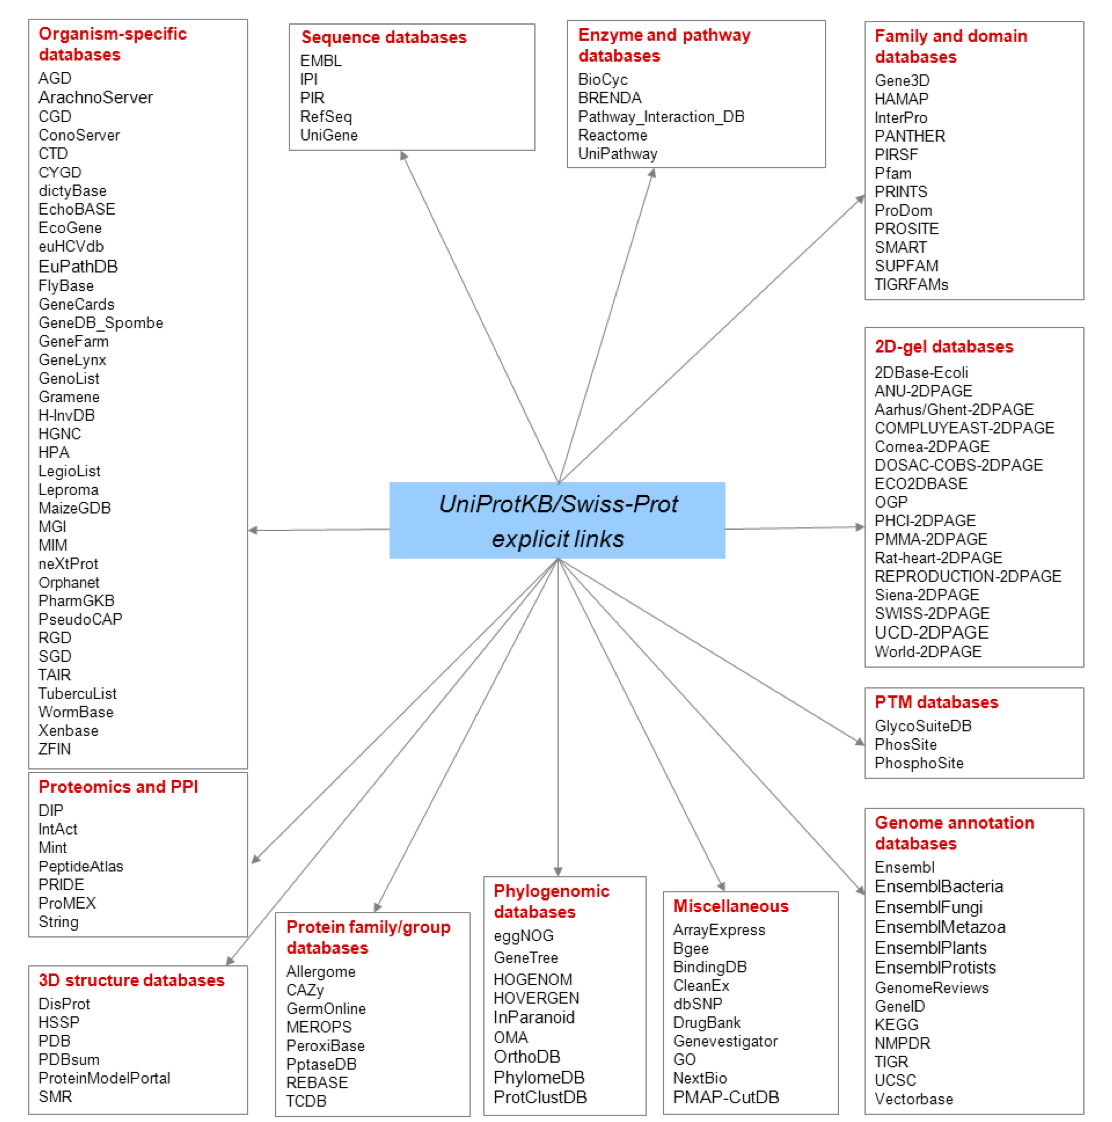 Organism-specific
databases
AGD
ArachnoServer
CGD
ConoServer
CTD
CYGD
dictyBase
EchoBASE
EcoGene
euHCVdb
EuPathDB
FlyBase
GeneCards
GeneDB_Spombe
GeneFarm
GeneLynx
GenoList
Gramene
H-InvDB
HGNC
HPA
LegioList
Leproma
MaizeGDB
MGI
MIM
neXtProt
Orphanet
PharmGKB
PseudoCAP
RGD
SGD
TAIR
TubercuList
WormBase
Xenbase
ZFIN
Sequence databases
EMBL
IPI
PIR
RefSeq
UniGene
Enzyme and pathway
databases
BioCyc
BRENDA
Pathway_Interaction_DB
Reactome
UniPathway
Family and domain
databases
Gene3D
HAMAP
InterPro
PANTHER
PIRSF
Pfam
PRINTS
ProDom
PROSITE
SMART
SUPFAM
TIGRFAMs
2D-gel databases
2DBase-Ecoli
ANU-2DPAGE
Aarhus/Ghent-2DPAGE
COMPLUYEAST-2DPAGE
Cornea-2DPAGE
DOSAC-COBS-2DPAGE
ECO2DBASE
OGP
PHCI-2DPAGE
PMMA-2DPAGE
Rat-heart-2DPAGE
REPRODUCTION-2DPAGE
Siena-2DPAGE
SWISS-2DPAGE
UCD-2DPAGE
World-2DPAGE
UniProtKB/Swiss-Prot
explicit links
PTM databases
GlycoSuiteDB
PhosSite
PhosphoSite
Proteomics and PPI
DIP
IntAct
Mint
PeptideAtlas
PRIDE
ProMEX
String
3D structure databases
DisProt
HSSP
PDB
PDBsum
ProteinModelPortal
SMR
Protein family/group
databases
Allergome
CAZy
GermOnline
MEROPS
PeroxiBase
PptaseDB
REBASE
TCDB
Phylogenomic
databases
eggNOG
GeneTree
HOGENOM
HOVERGEN
InParanoid
OMA
OrthoDB
PhylomeDB
ProtClustDB
Miscellaneous
ArrayExpress
Bgee
BindingDB
CleanEx
dbSNP
DrugBank
Genevestigator
GO
NextBio
PMAP-CutDB
Genome annotation
databases
Ensembl
EnsemblBacteria
EnsemblFungi
EnsemblMetazoa
EnsemblPlants
EnsemblProtists
GenomeReviews
GeneID
KEGG
NMPDR
TIGR
UCSC
Vectorbase